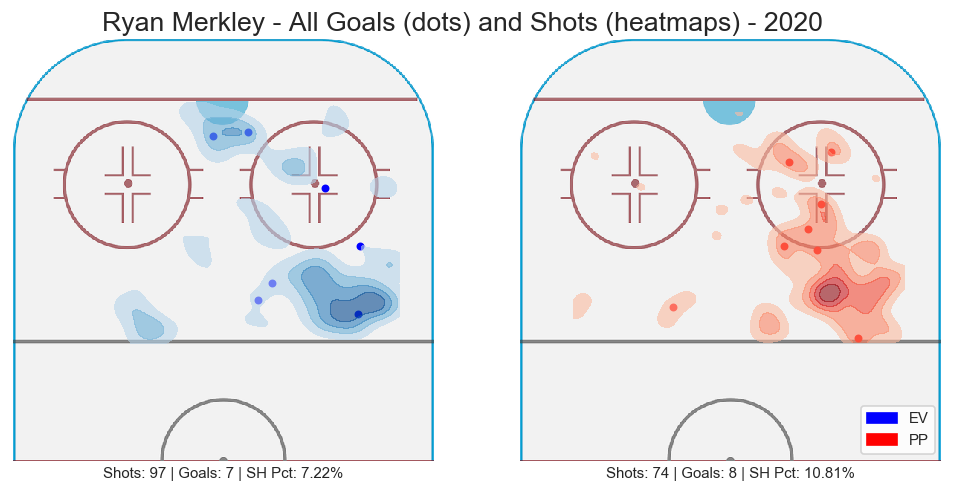 Ryan Merkley - All Goals (dots) and Shots (heatmaps) - 2020
EV
PP
Shots: 97 | Goals: 7 | SH Pct: 7.22%
Shots: 74 | Goals: 8 | SH Pct: 10.81%